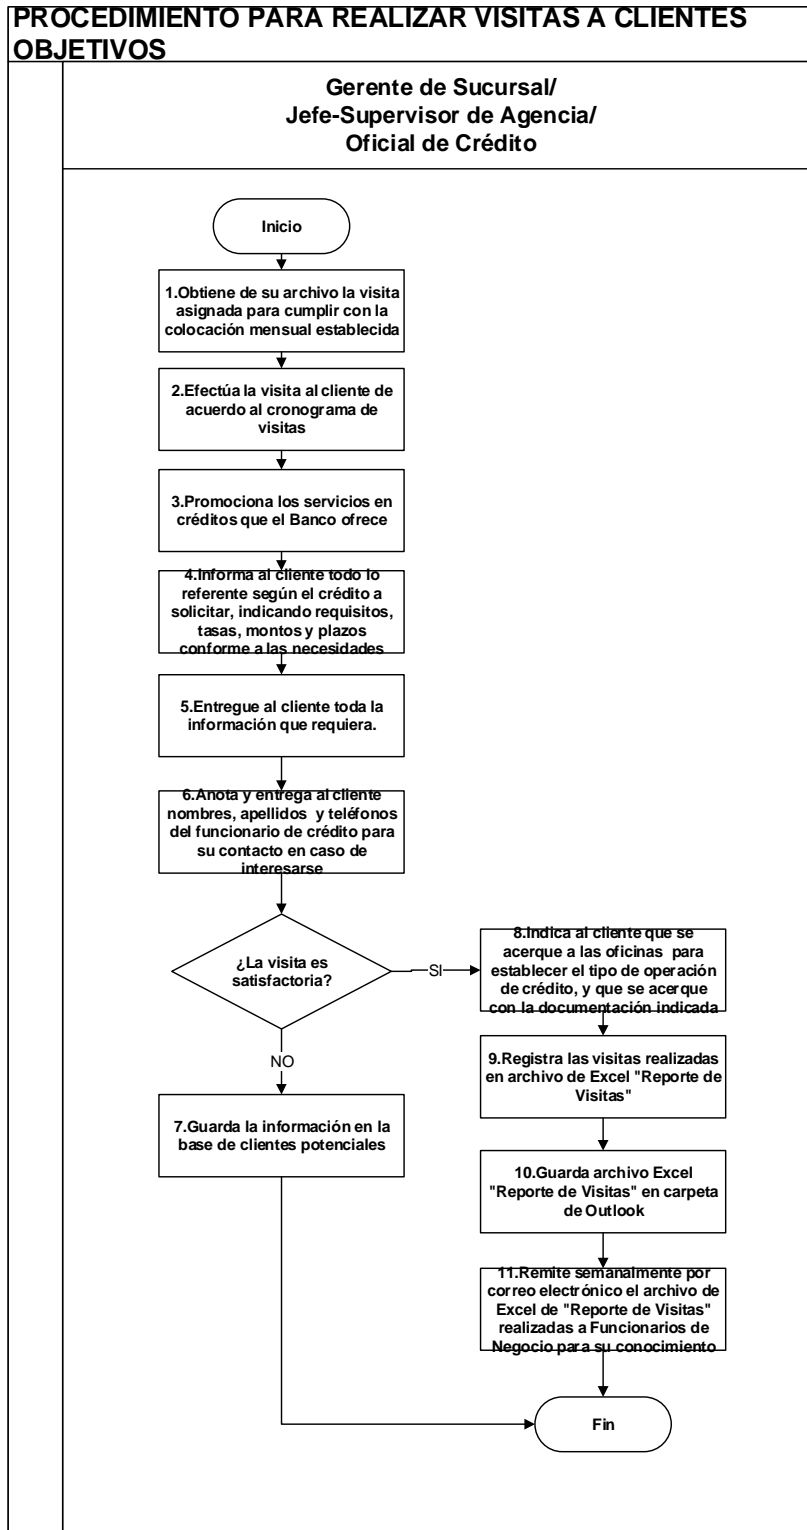 PROCEDIMIENTO PARA REALIZAR VISITAS A CLIENTES
OBJETIVOS
Gerente de Sucursal/
Jefe-Supervisor de Agencia/
Oficial de Crédito
Inicio
1.Obtiene de su archivo la visita
asignada para cumplir con la
colocación mensual establecida
2.Efectúa la visita al cliente de
acuerdo al cronograma de
visitas
3.Promociona los servicios en
créditos que el Banco ofrece
4.Informa al cliente todo lo
referente según el crédito a
solicitar, indicando requisitos,
tasas, montos y plazos
conforme a las necesidades
5.Entregue al cliente toda la
información que requiera.
6.Anota y entrega al cliente
nombres, apellidos y teléfonos
del funcionario de crédito para
su contacto en caso de
interesarse
¿La visita es
satisfactoria?
SI
NO
7.Guarda la información en la
base de clientes potenciales
8.Indica al cliente que se
acerque a las oficinas para
establecer el tipo de operación
de crédito, y que se acerque
con la documentación indicada
9.Registra las visitas realizadas
en archivo de Excel "Reporte de
Visitas"
10.Guarda archivo Excel
"Reporte de Visitas" en carpeta
de Outlook
11.Remite semanalmente por
correo electrónico el archivo de
Excel de "Reporte de Visitas"
realizadas a Funcionarios de
Negocio para su conocimiento
Fin